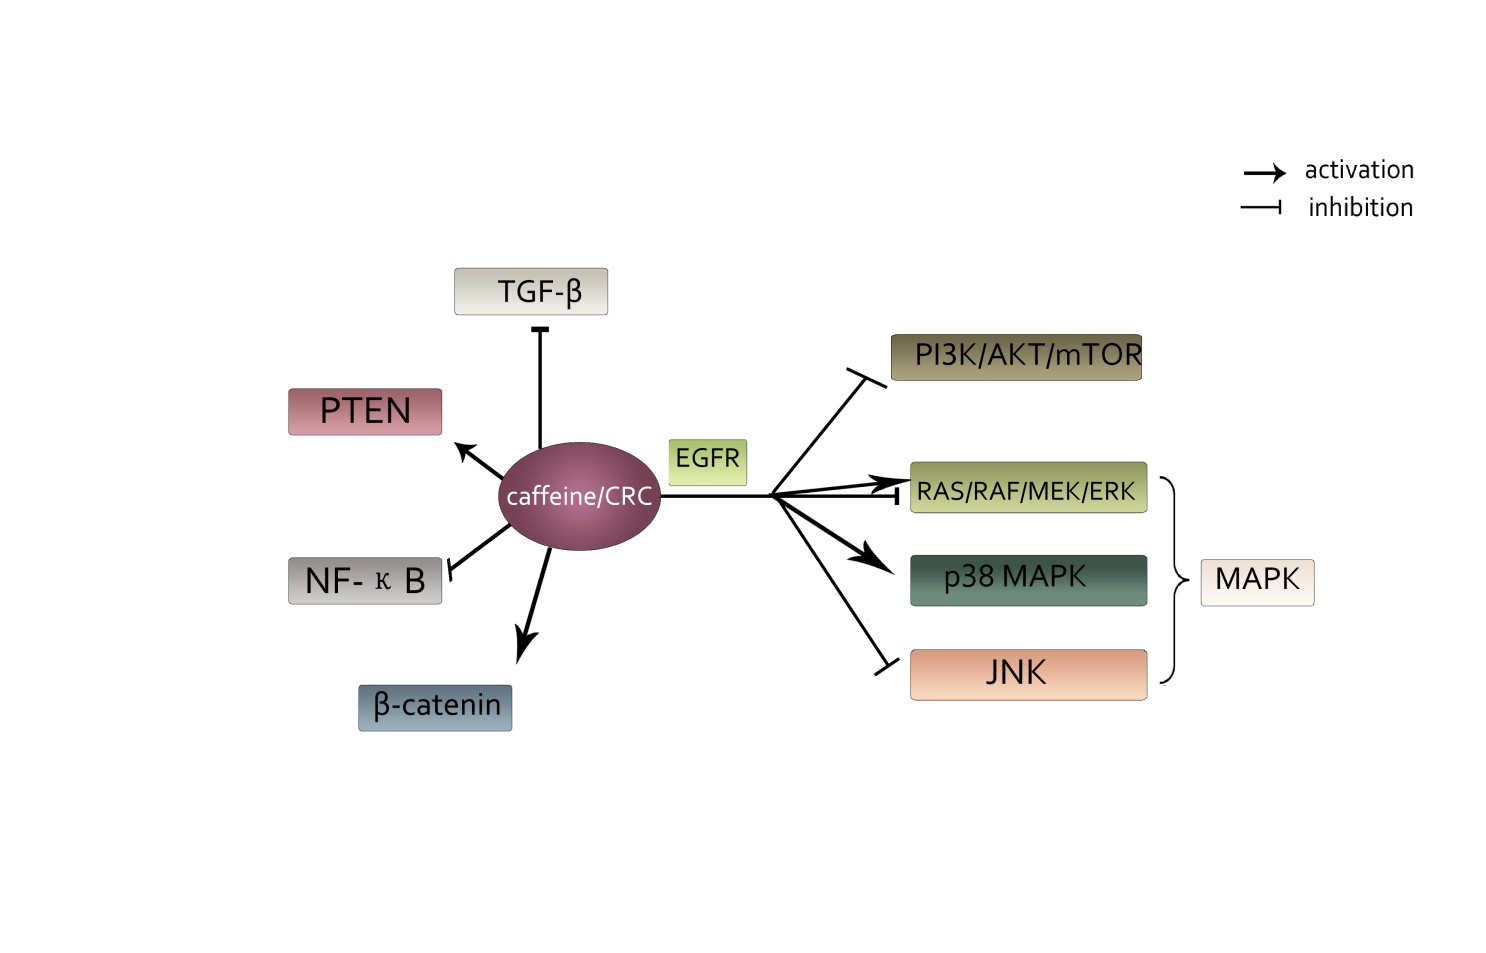 activation
inhibition
TGF-β
PI3K/AKT/mTOR
PTEN
EGFR
caffeine/CRC
RAS/RAF/MEK/ERK
NF- κ B
p38 MAPK
MAPK
JNK
β-catenin